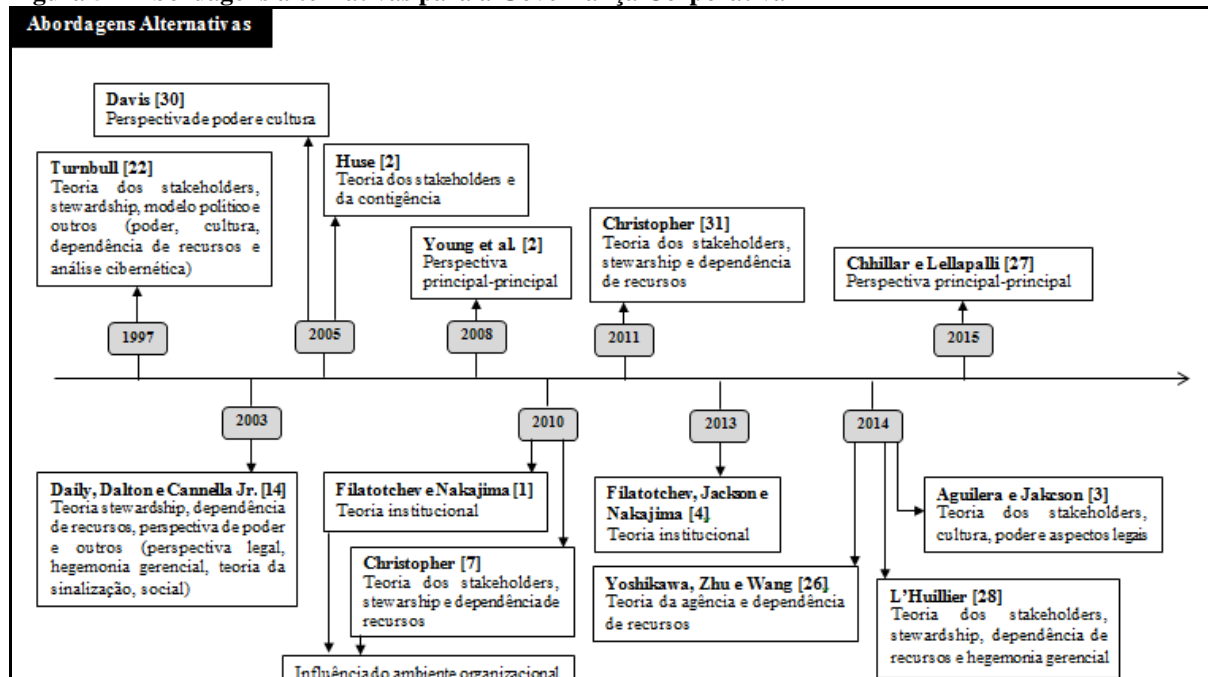 Abordagens Alternativas
Davis [30]
Perspectiva de poder e cultura
Turnbull [22]
Teoria dos stakeholders,
stewardship, modelo político e
outros (poder, cultura,
dependência de recursos e
análise cibernética)
Huse [2]
Teoria dos stakeholders e
da contigência
Young et al. [2]
Perspectiva
principal-principal
Christopher [31]
Teoria dos stakeholders,
stewarship e dependência
de recursos
Chhillar e Lellapalli [27]
Perspectiva principal-principal
1997
2005
2008
2011
2015
2003
2010
2013
2014
Daily, Dalton e Cannella Jr. [14]
Teoria stewardship, dependência
de recursos, perspectiva de poder
e outros (perspectiva legal,
hegemonia gerencial, teoria da
sinalização, social)
Filatotchev e Nakajima [1]
Teoria institucional
Christopher [7]
Teoria dos stakeholders,
stewarship e dependência de
recursos
Influência do ambiente organizacional
Filatotchev, Jackson e
Nakajima [4]
Teoria institucional
Yoshikawa, Zhu e Wang [26]
Teoria da agência e dependência
de recursos
Aguilera e Jakcson [3]
Teoria dos stakeholders,
cultura, poder e aspectos legais
L'Huillier [28]
Teoria dos stakeholders,
stewardship, dependência de
recursos e hegemonia gerencial